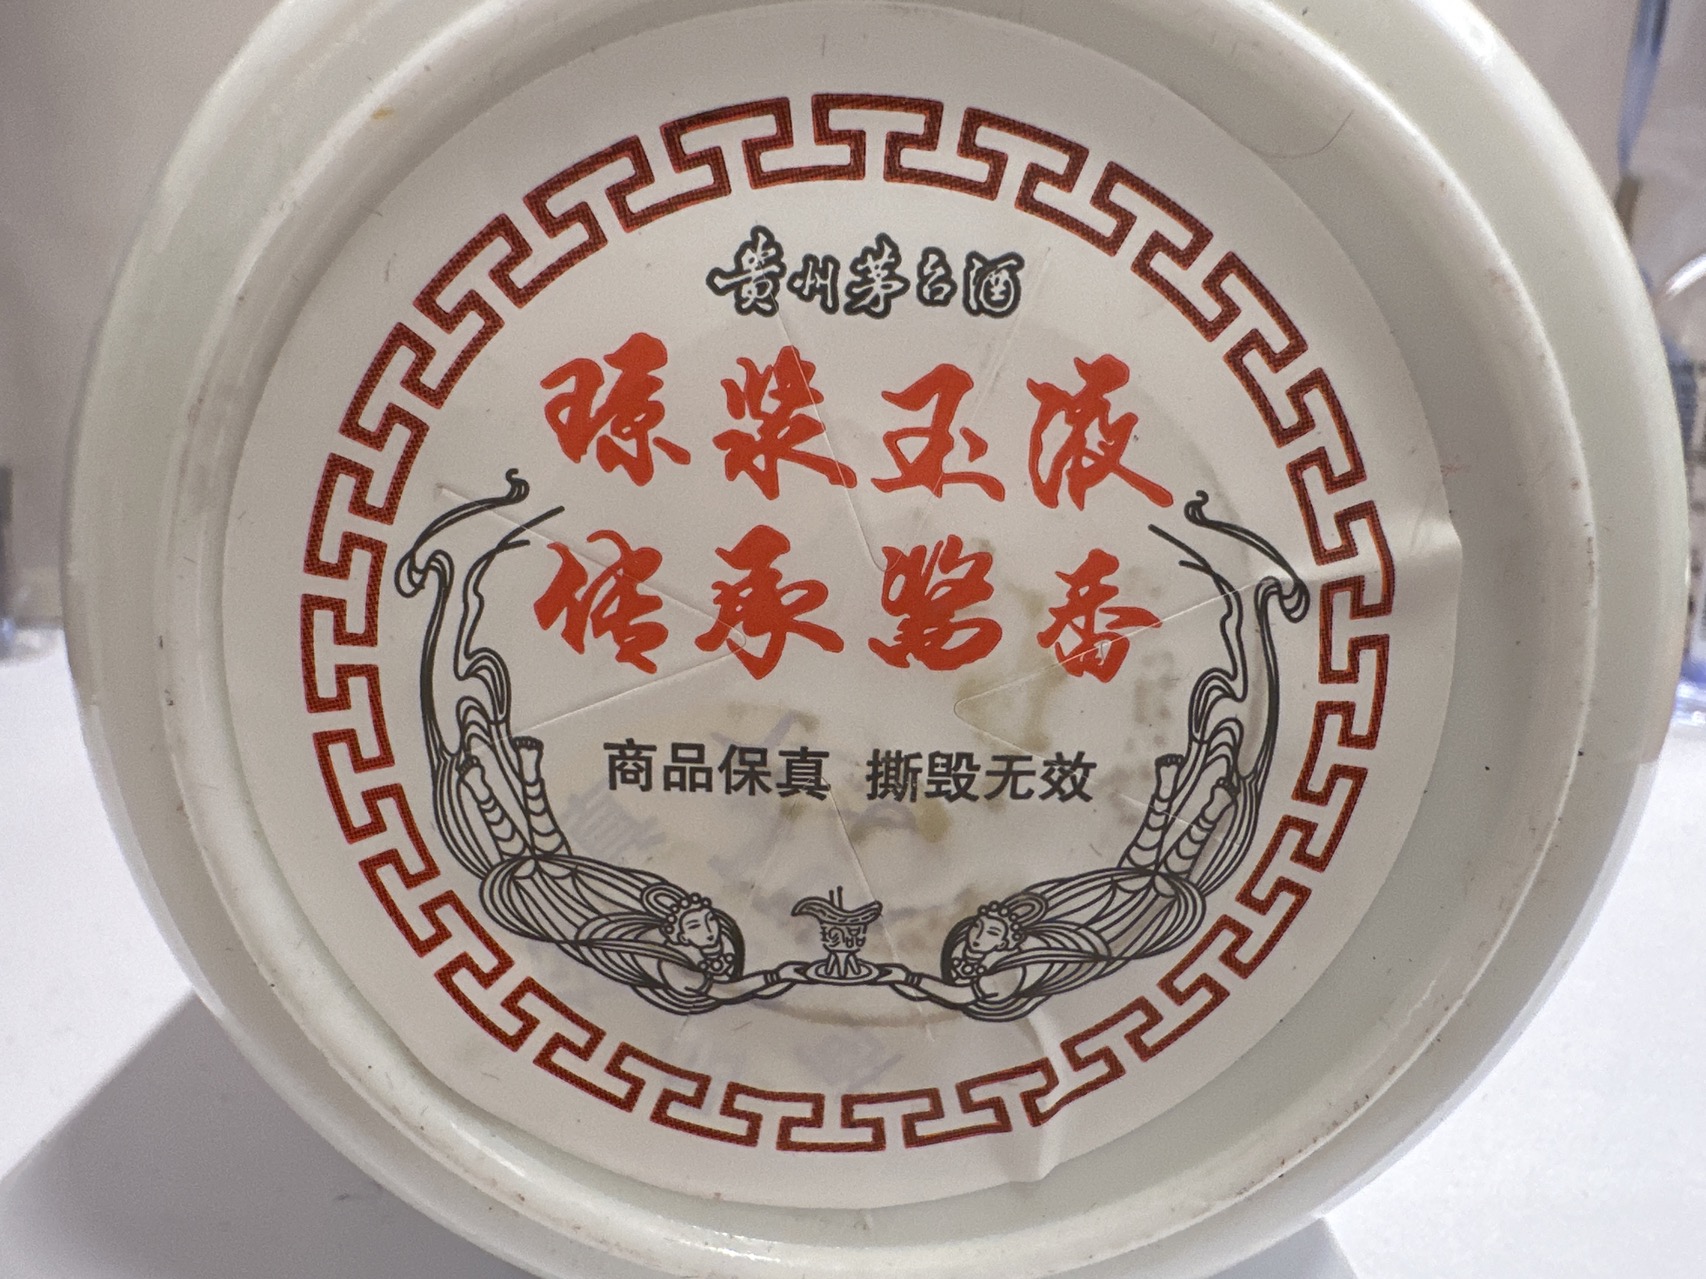 贵州茅台酒
琼浆玉液
传承酱香
商品保真 撕毁无效